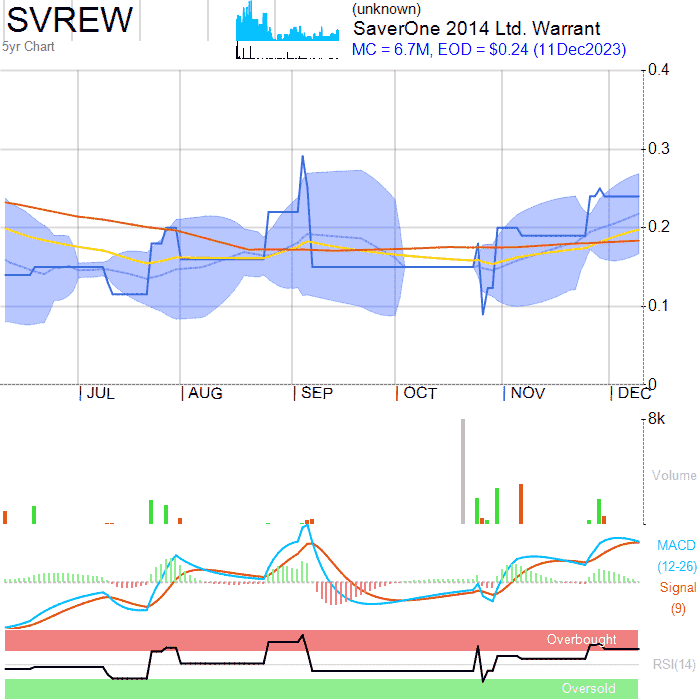 SVREW
5yr Chart
(unknown)
SaverOne 2014 Ltd. Warrant
MC = 6.7M, EOD = $0.24 (11Dec2023)
0.4
0.3
0.2
0.1
0
JUL AUG SEP OCT NOV DEC
8k
Volume
MACD
(12-26)
Signal
(9)
Overbought
RSI(14)
Oversold